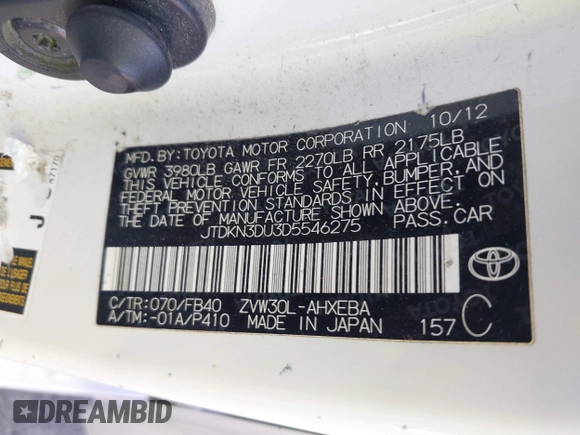 10/12
MFD. BY: TOYOTA MOTOR CORPORATION
GVWR 3980LB GAWR FR 2270LB RR 2175LB
THIS VEHICLE CONFORMS TO ALL APPLICABLE
FEDERAL MOTOR VEHICLE SAFETY, BUMPER, AND
THEFT PREVENTION STANDARDS IN EFFECT ON
THE DATE OF MANUFACTURE SHOWN ABOVE.
JTDKN3DU3D5546275 PASS.CAR
C/TR:070/FB40 ZVW30L-AHXEBA
A/TM:-01A/P410 MADE IN JAPAN 157 C
TOYOTA
DREAMBID